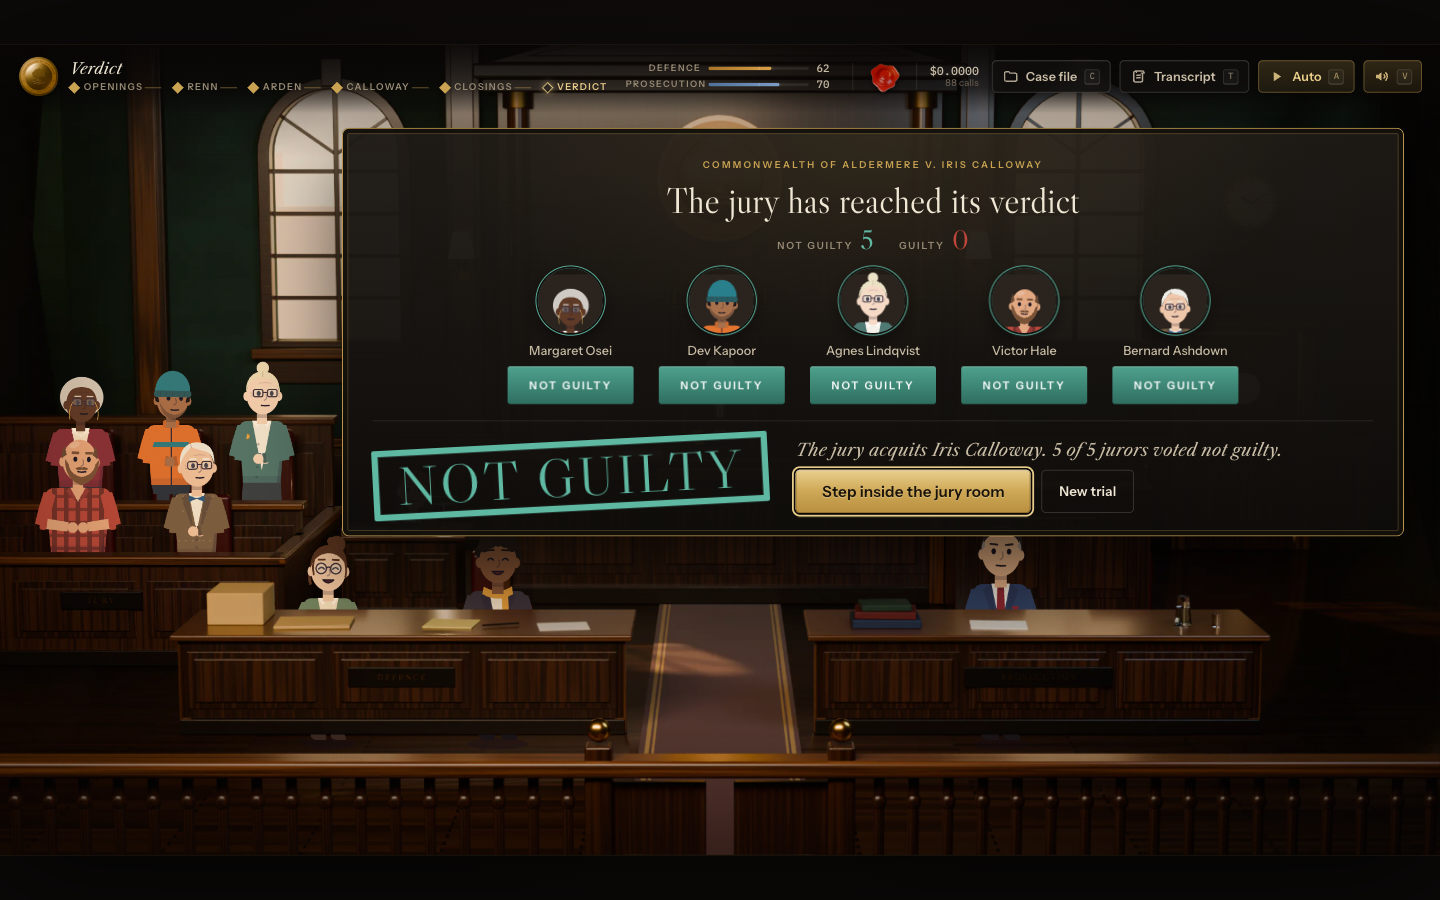 Verdict
OPENINGS RENN ARDEN CALLOWAY CLOSINGS VERDICT
DEFENCE 62
PROSECUTION 70
$0.0000
88 calls
Case file C
Transcript T
Auto A
V
COMMONWEALTH OF ALDERMERE V. IRIS CALLOWAY
The jury has reached its verdict
NOT GUILTY 5 GUILTY 0
Margaret Osei Dev Kapoor Agnes Lindqvist Victor Hale Bernard Ashdown
NOT GUILTY NOT GUILTY NOT GUILTY NOT GUILTY NOT GUILTY
NOT GUILTY
The jury acquits Iris Calloway. 5 of 5 jurors voted not guilty.
Step inside the jury room
New trial
JURY
DEFENCE